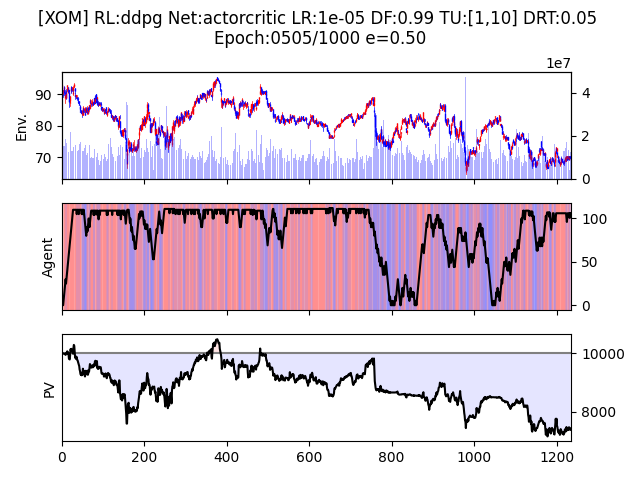 [XOM] RL:ddpg Net:actorcritic LR:1e-05 DF:0.99 TU:[1,10] DRT:0.05
Epoch:0505/1000 e=0.50
1e7
90
80
70
Env.
4
2
0
Agent
100
50
0
PV
10000
8000
0 200 400 600 800 1000 1200